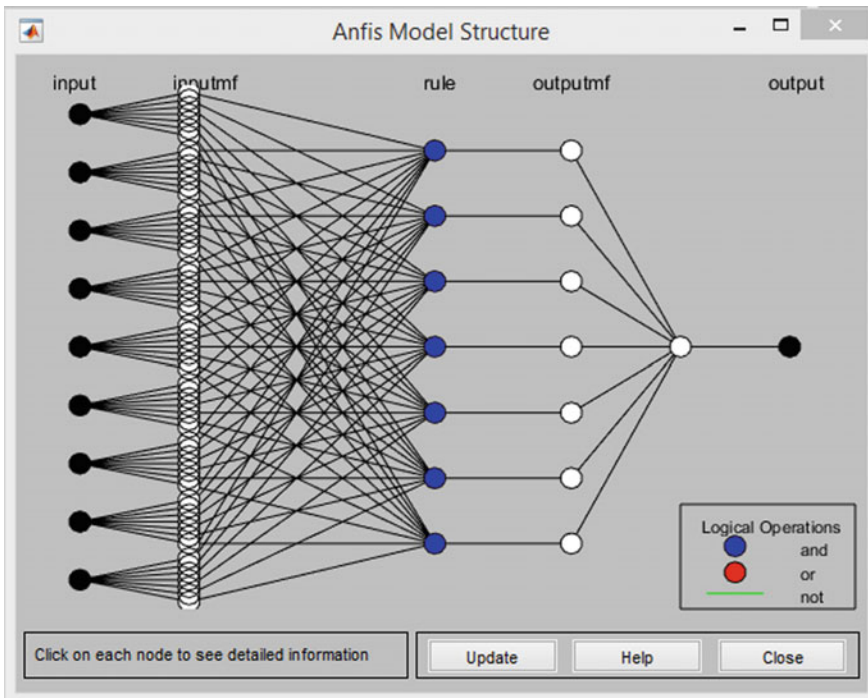 Anfis Model Structure
input inputmf rule outputmf output
Logical Operations
and
or
not
Click on each node to see detailed information
Update Help Close